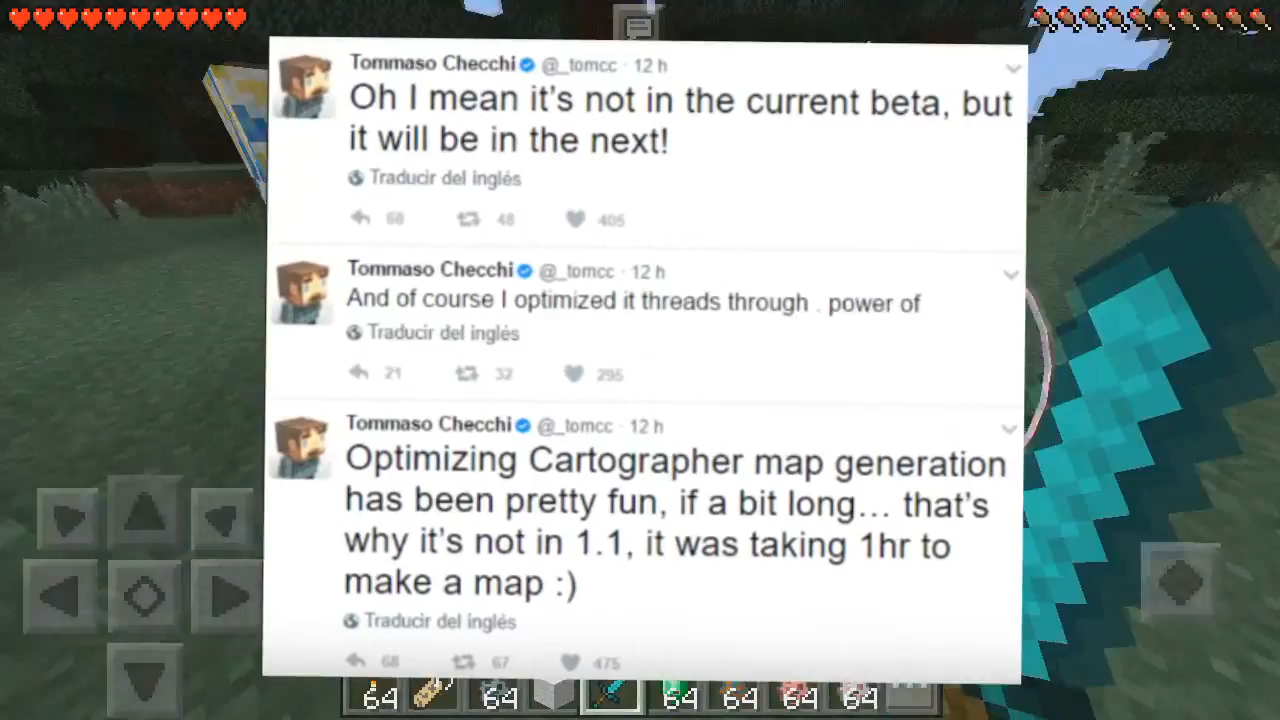 Tommaso Checchi @_tomcc · 12 h
Oh I mean it's not in the current beta, but
it will be in the next!
Traducir del inglés
60 48 405
Tommaso Checchi @_tomcc · 12 h
And of course I optimized it threads through . power of
Traducir del inglés
21 32 295
Tommaso Checchi @_tomcc · 12 h
Optimizing Cartographer map generation
has been pretty fun, if a bit long... that's
why it's not in 1.1, it was taking 1hr to
make a map :)
Traducir del inglés
68 67 475
64 64 64 64 64 64